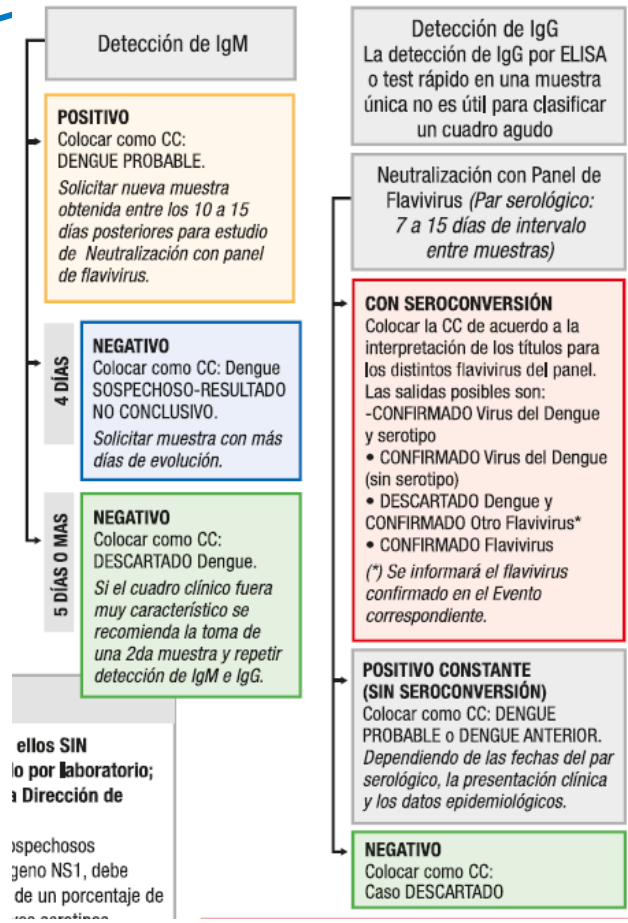 Detección de IgM
POSITIVO
Colocar como CC:
DENGUE PROBABLE.
Solicitar nueva muestra
obtenida entre los 10 a 15
días posteriores para estudio
de Neutralización con panel
de flavivirus.
4 DÍAS
NEGATIVO
Colocar como CC: Dengue
SOSPECHOSO-RESULTADO
NO CONCLUSIVO.
Solicitar muestra con más
días de evolución.
5 DÍAS O MAS
NEGATIVO
Colocar como CC:
DESCARTADO Dengue.
Si el cuadro clínico fuera
muy característico se
recomienda la toma de
una 2da muestra y repetir
detección de IgM e IgG.
ellos SIN
lo por laboratorio;
a Dirección de
ospechosos
geno NS1, debe
de un porcentaje de
Detección de IgG
La detección de IgG por ELISA
o test rápido en una muestra
única no es útil para clasificar
un cuadro agudo
Neutralización con Panel de
Flavivirus (Par serológico:
7 a 15 días de intervalo
entre muestras)
CON SEROCONVERSIÓN
Colocar la CC de acuerdo a la
interpretación de los títulos para
los distintos flavivirus del panel.
Las salidas posibles son:
-CONFIRMADO Virus del Dengue
y serotipo
• CONFIRMADO Virus del Dengue
(sin serotipo)
• DESCARTADO Dengue y
CONFIRMADO Otro Flavivirus*
• CONFIRMADO Flavivirus
(*) Se informará el flavivirus
confirmado en el Evento
correspondiente.
POSITIVO CONSTANTE
(SIN SEROCONVERSIÓN)
Colocar como CC: DENGUE
PROBABLE o DENGUE ANTERIOR.
Dependiendo de las fechas del par
serológico, la presentación clínica
y los datos epidemiológicos.
NEGATIVO
Colocar como CC:
Caso DESCARTADO